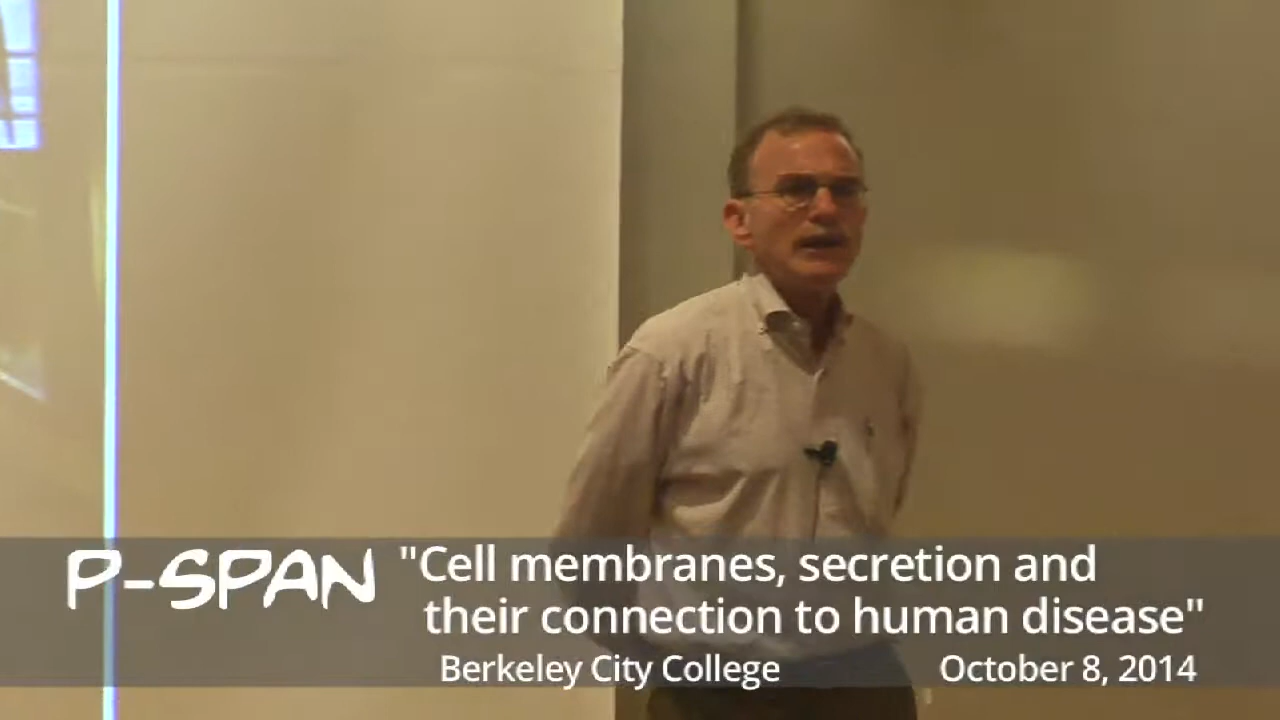 P-SPAN
"Cell membranes, secretion and
their connection to human disease"
Berkeley City College
October 8, 2014